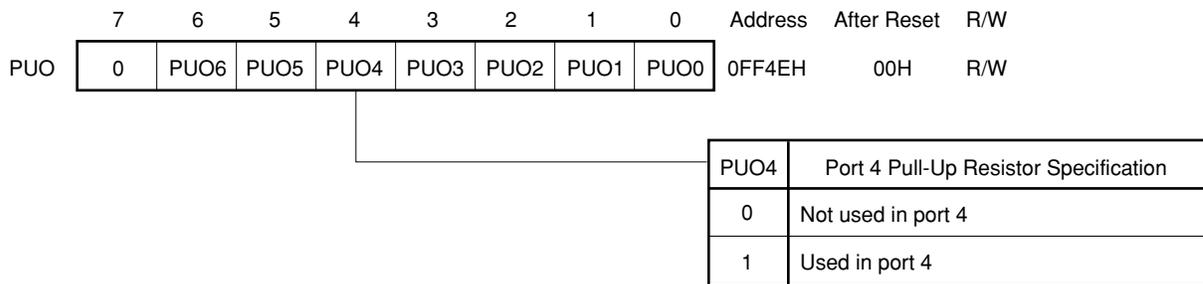 7 6 5 4 3 2 1 0 Address After Reset R/W
PUO 0 PUO6 PUO5 PUO4 PUO3 PUO2 PUO1 PUO0 0FF4EH 00H R/W
PUO4 Port 4 Pull-Up Resistor Specification
0 Not used in port 4
1 Used in port 4